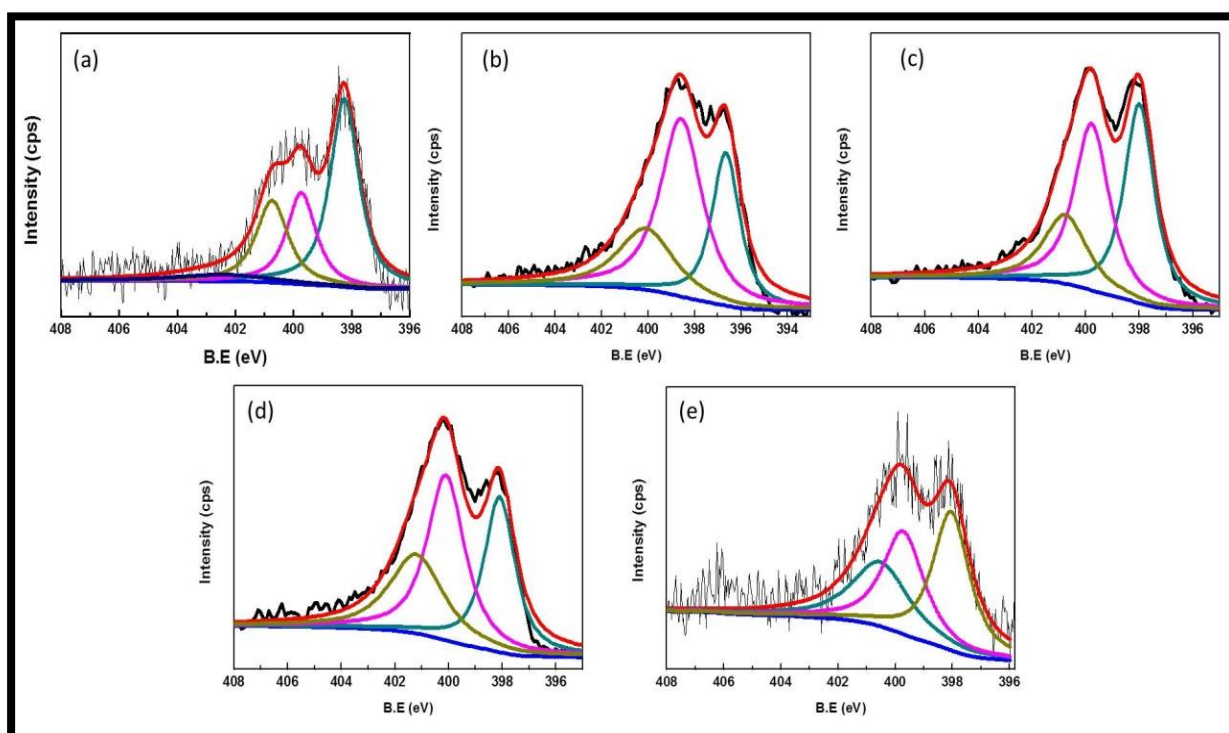 (a)
Intensity (cps)
408 406 404 402 400 398 396
B.E (eV)
(b)
Intensity (cps)
408 406 404 402 400 398 396 394
B.E (eV)
(c)
Intensity (cps)
408 406 404 402 400 398 396
B.E (eV)
(d)
Intensity (cps)
408 406 404 402 400 398 396
B.E (eV)
(e)
Intensity (cps)
408 406 404 402 400 398 396
B.E (eV)